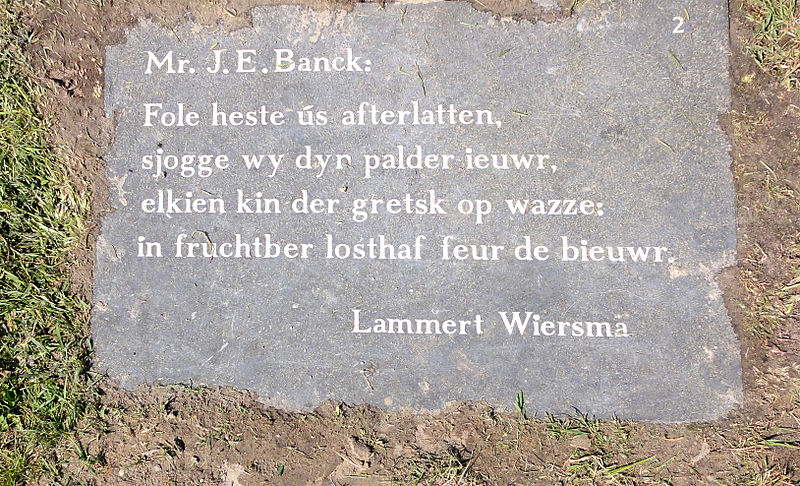 2
Mr. J. E. Banck:
Fole heste ús afterlatten,
sjogge wy dyn palder ieuwr,
elkien kin der gretsk op wazze:
in fruchtber losthaf feur de bieuwr.
Lammert Wiersma